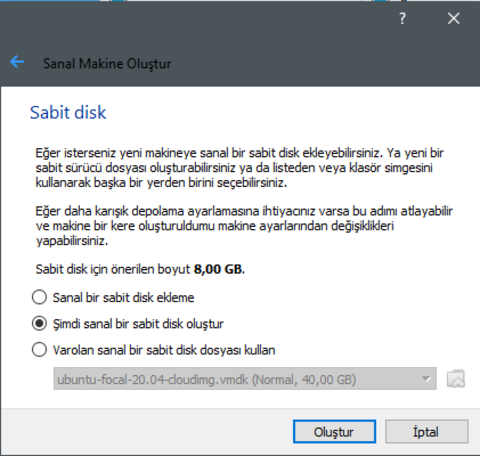 ?
Sanal Makine Oluştur
Sabit disk
Eğer isterseniz yeni makineye sanal bir sabit disk ekleyebilirsiniz. Ya yeni bir
sabit sürücü dosyası oluşturabilirsiniz ya da listeden veya klasör simgesini
kullanarak başka bir yerden birini seçebilirsiniz.
Eğer daha karışık depolama ayarlamasına ihtiyacınız varsa bu adımı atlayabilir
ve makine bir kere oluşturuldumu makine ayarlarından değişiklikleri
yapabilirsiniz.
Sabit disk için önerilen boyut 8,00 GB.
Sanal bir sabit disk ekleme
Şimdi sanal bir sabit disk oluştur
Varolan sanal bir sabit disk dosyası kullan
ubuntu-focal-20.04-cloudimg.vmdk (Normal, 40,00 GB)
Oluştur
İptal